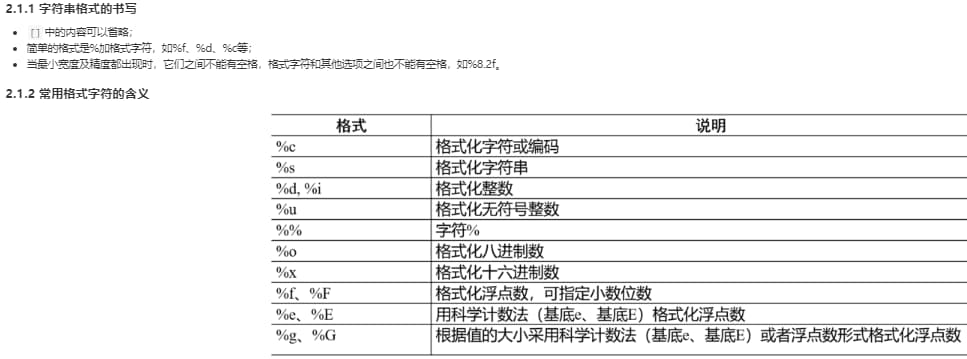 2.1.1 字符串格式的书写
[] 中的内容可以省略；
简单的格式是%加格式字符，如%f、%d、%c等；
当最小宽度及精度都出现时，它们之间不能有空格，格式字符和其他选项之间也不能有空格，如%8.2f。
2.1.2 常用格式字符的含义
格式 说明
%c 格式化字符或编码
%s 格式化字符串
%d, %i 格式化整数
%u 格式化无符号整数
%% 字符%
%o 格式化八进制数
%x 格式化十六进制数
%f、%F 格式化浮点数，可指定小数位数
%e、%E 用科学计数法（基底e、基底E）格式化浮点数
%g、%G 根据值的大小采用科学计数法（基底e、基底E）或者浮点数形式格式化浮点数